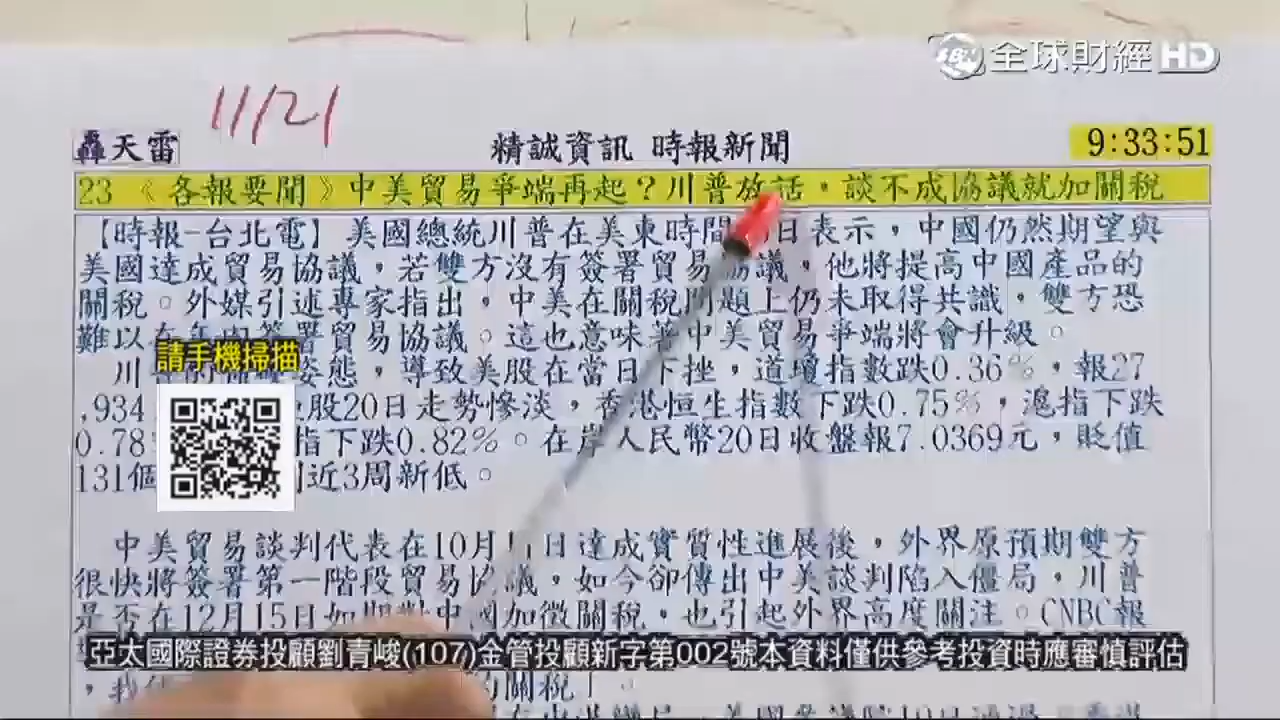 全球財經HD
11/21
轟天雷 精誠資訊 時報新聞 9:33:51
23 《各報要聞》中美貿易爭端再起?川普放話,談不成協議就加關稅
【時報-台北電】美國總統川普在美東時間 日表示,中國仍然期望與
美國達成貿易協議,若雙方沒有簽署貿易協議,他將提高中國產品的
關稅。外媒引述專家指出,中美在關稅問題上仍未取得共識,雙方恐
難以在年內簽署貿易協議。這也意味著中美貿易爭端將會升級。
川 的 姿態,導致美股在當日下挫,道瓊指數跌0.36%,報27
,934 股20日走勢慘淡,香港恒生指數下跌0.75%,滬指下跌
0.78 指下跌0.82%。在岸人民幣20日收盤報7.0369元,貶值
131個 近3周新低。
中美貿易談判代表在10月11日達成實質性進展後,外界原預期雙方
很快將簽署第一階段貿易協議,如今卻傳出中美談判陷入僵局,川普
是否在12月15日如期對中國加徵關稅,也引起外界高度關注。CNBC報
的關稅」。
請手機掃描
亞太國際證券投顧劉青峻(107)金管投顧新字第002號本資料僅供參考投資時應審慎評估